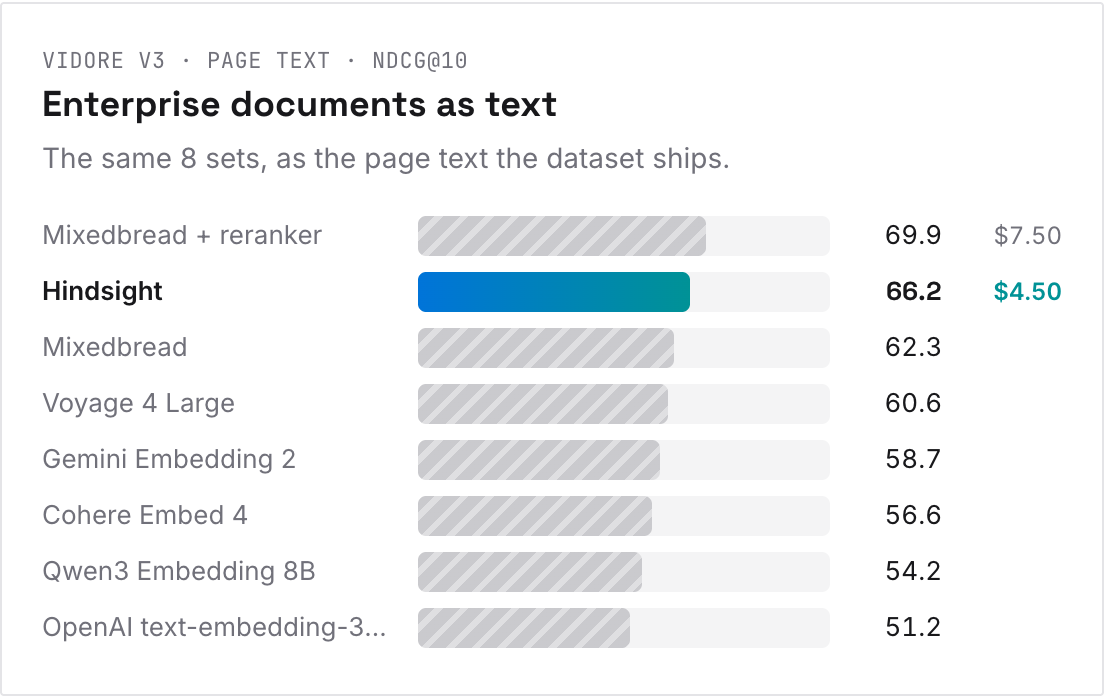 VIDORE V3 · PAGE TEXT · NDCG@10
Enterprise documents as text
The same 8 sets, as the page text the dataset ships.
Mixedbread + reranker 69.9 $7.50
Hindsight 66.2 $4.50
Mixedbread 62.3
Voyage 4 Large 60.6
Gemini Embedding 2 58.7
Cohere Embed 4 56.6
Qwen3 Embedding 8B 54.2
OpenAI text-embedding-3... 51.2